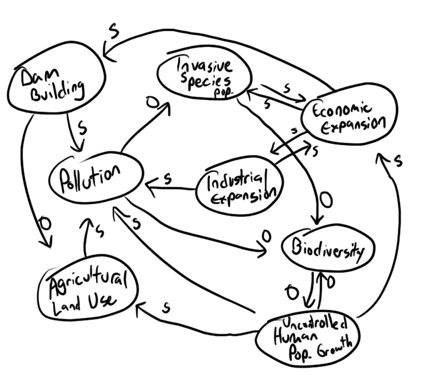 S
Dam
Building
Invasive
Species
Pop.
S
S
Economic
Expansion
O
S
S
S
Pollution
S
Industrial
Expansion
S
O
S
S
O
O
Biodiversity
Agricultural
Land Use
O
O
S
Uncontrolled
Human
Pop. Growth